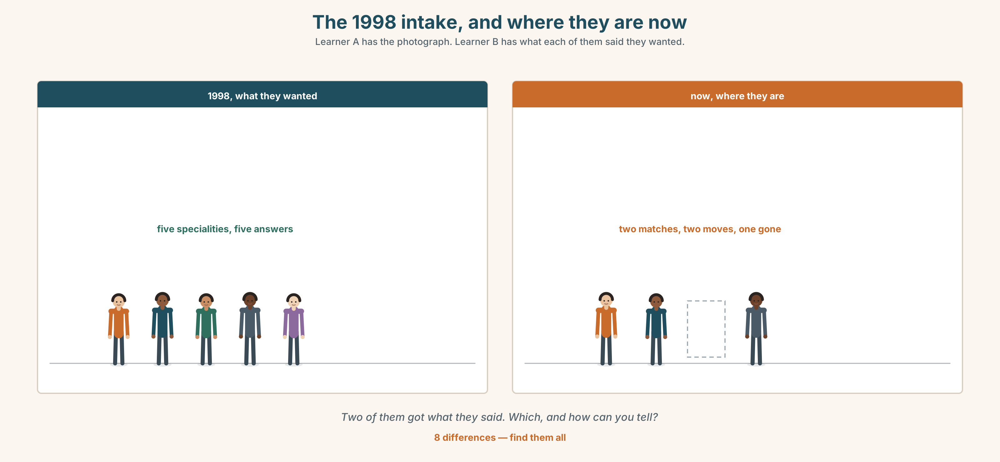 The 1998 intake, and where they are now
Learner A has the photograph. Learner B has what each of them said they wanted.
1998, what they wanted
five specialities, five answers
now, where they are
two matches, two moves, one gone
Two of them got what they said. Which, and how can you tell?
8 differences — find them all